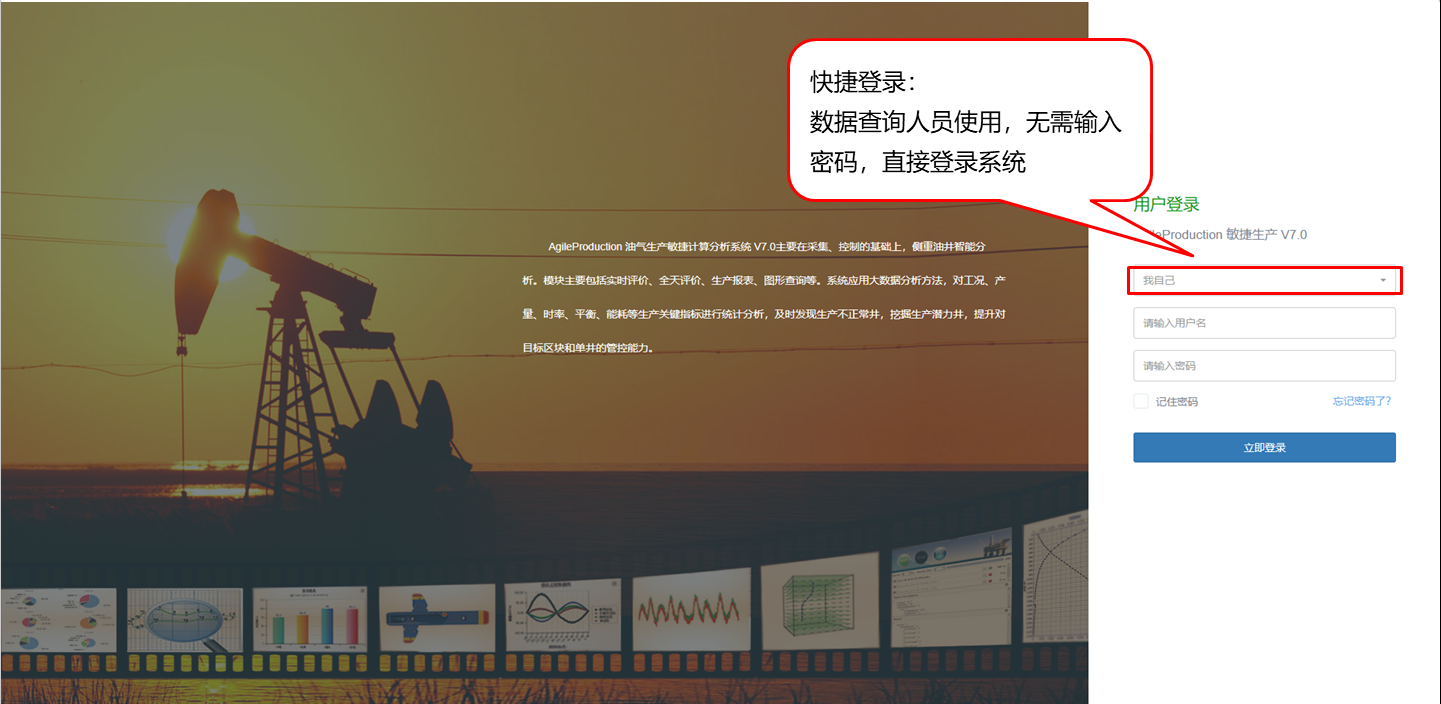 快捷登录：
数据查询人员使用，无需输入
密码，直接登录系统
AgileProduction 油气生产敏捷计算分析系统 V7.0主要在采集、控制的基础上，侧重油井智能分
析。模块主要包括实时评价、全天评价、生产报表、图形查询等。系统应用大数据分析方法，对工况、产
量、时率、平衡、能耗等生产关键指标进行统计分析，及时发现生产不正常井，挖掘生产潜力井，提升对
目标区块和单井的管控能力。
用户登录
ileProduction 敏捷生产 V7.0
我自己
请输入用户名
请输入密码
记住密码
忘记密码了?
立即登录